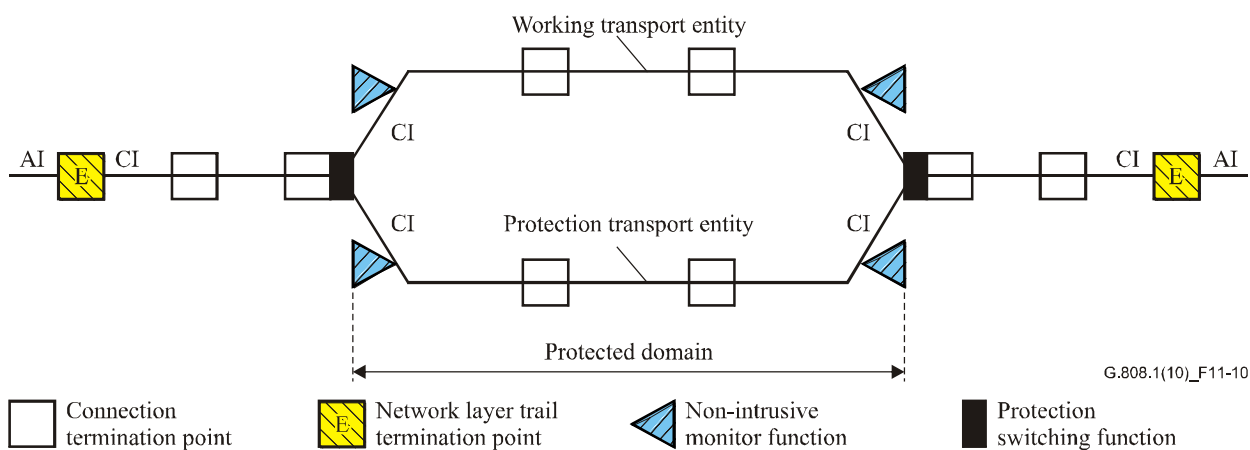 Working transport entity
CI
CI
AI
E
CI
CI
E
AI
CI
CI
Protection transport entity
Protected domain
G.808.1(10)_F11-10
Connection
termination point
E
Network layer trail
termination point
Non-intrusive
monitor function
Protection
switching function